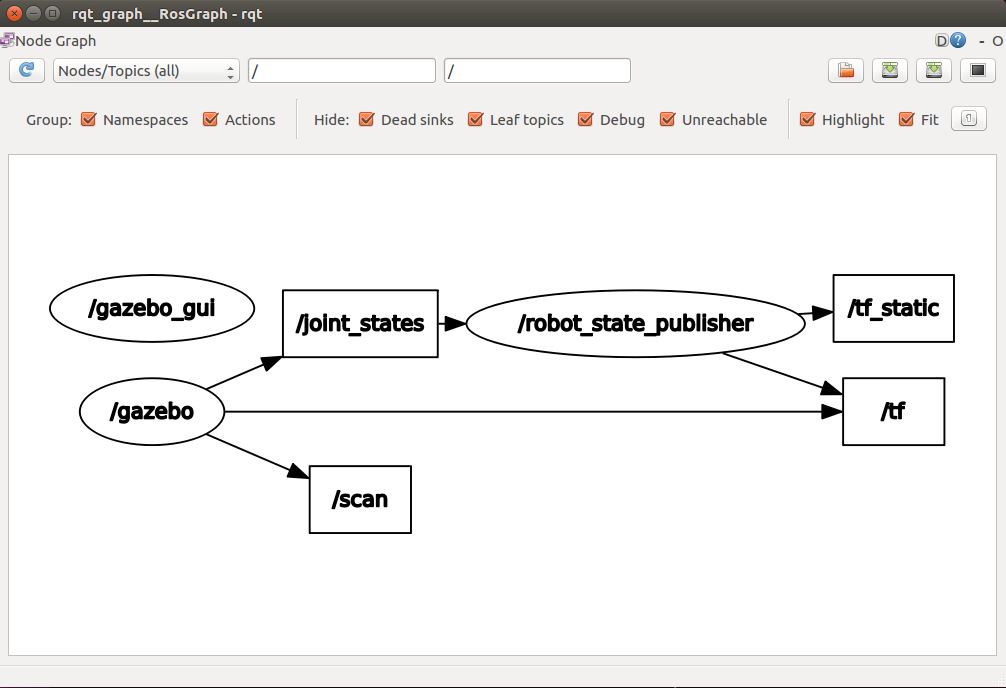 rqt_graph__RosGraph - rqt
Node Graph
D ? - O
Nodes/Topics (all) / /
Group: Namespaces Actions Hide: Dead sinks Leaf topics Debug Unreachable Highlight Fit
/gazebo_gui
/joint_states
/robot_state_publisher
/tf_static
/gazebo
/tf
/scan